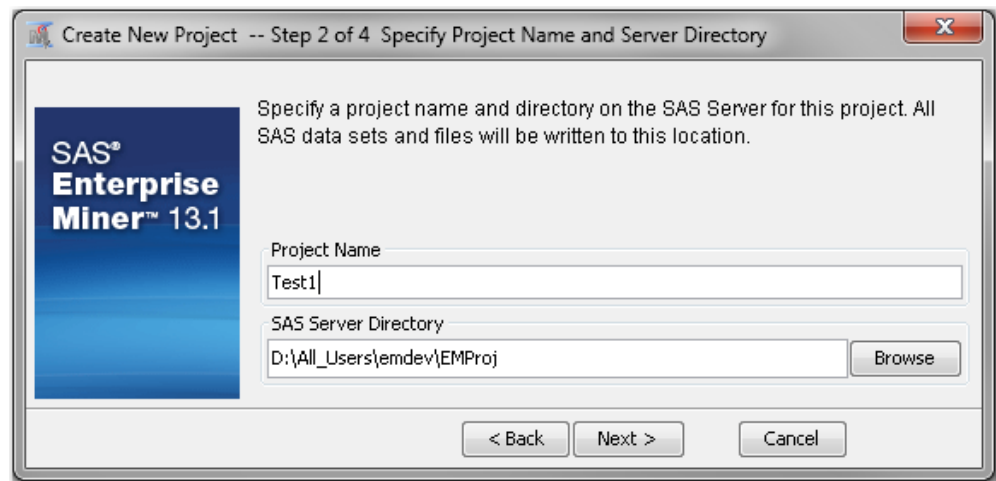 Create New Project -- Step 2 of 4 Specify Project Name and Server Directory
Specify a project name and directory on the SAS Server for this project. All
SAS data sets and files will be written to this location.
SAS®
Enterprise
Miner™ 13.1
Project Name
Test1
SAS Server Directory
D:\All_Users\emdev\EMProj
Browse
< Back
Next >
Cancel